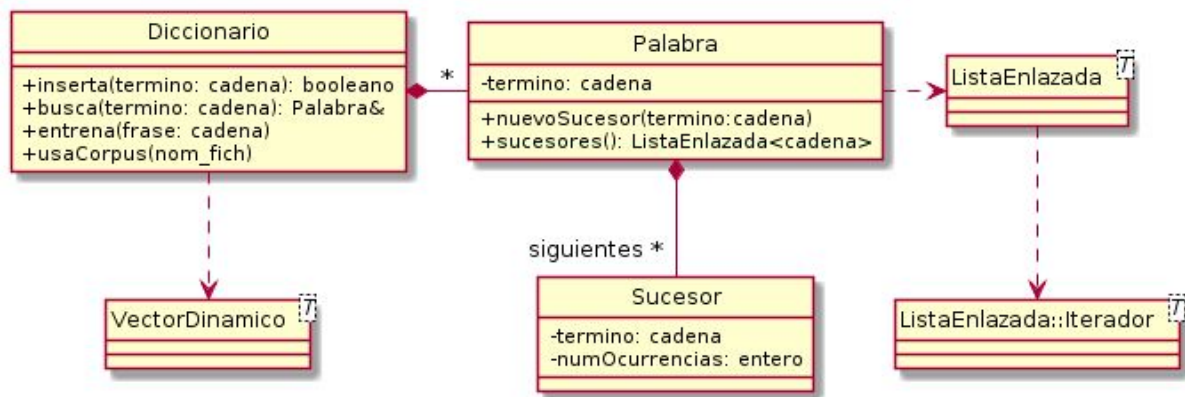 Diccionario
+inserta(termino: cadena): booleano
+busca(termino: cadena): Palabra&
+entrena(frase: cadena)
+usaCorpus(nom_fich)
*
Palabra
-termino: cadena
+nuevoSucesor(termino:cadena)
+sucesores(): ListaEnlazada<cadena>
T
ListaEnlazada
siguientes *
T
VectorDinamico
Sucesor
-termino: cadena
-numOcurrencias: entero
T
ListaEnlazada::Iterador